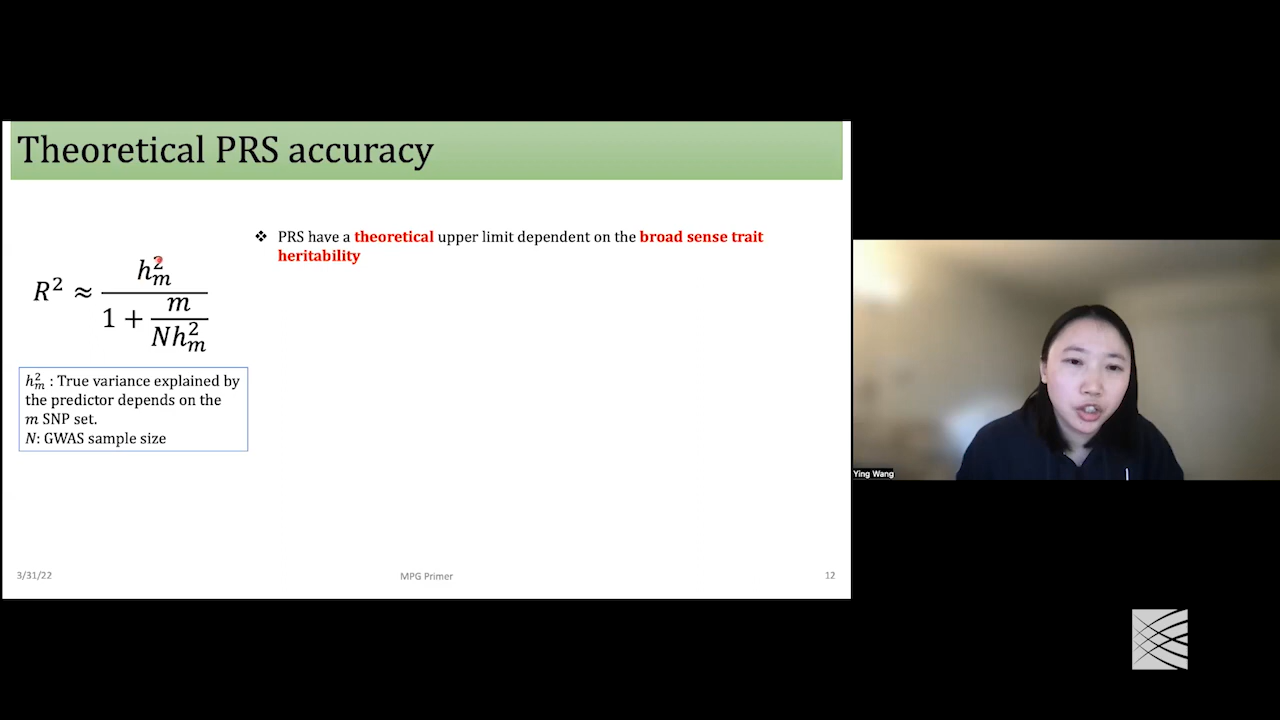 Theoretical PRS accuracy
❖ PRS have a theoretical upper limit dependent on the broad sense trait
heritability
R² ≈ h²ₘ / (1 + m / (Nh²ₘ))
h²ₘ : True variance explained by
the predictor depends on the
m SNP set.
N: GWAS sample size
Ying Wang
3/31/22
MPG Primer
12